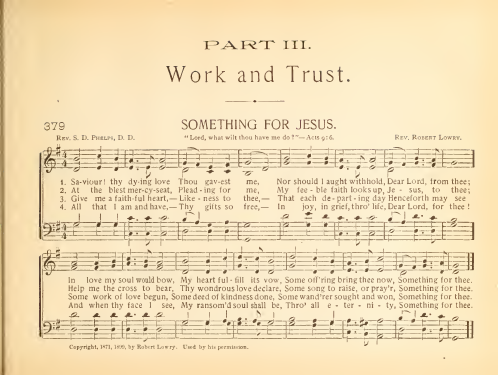 PART III.
Work and Trust.
379
SOMETHING FOR JESUS.
REV. S. D. PHELPS, D. D. "Lord, what wilt thou have me do?"—ACTS 9: 6. REV. ROBERT LOWRY.
1. Sa-viour! thy dy-ing love Thou gav-est me, Nor should I aught withhold, Dear Lord, from thee;
2. At the blest mer-cy-seat, Plead-ing for me, My fee-ble faith looks up, Je-sus, to thee;
3. Give me a faith-ful heart,—Like-ness to thee,— That each de-part-ing day Henceforth may see
4. All that I am and have,—Thy gifts so free,— In joy, in grief, thro' life, Dear Lord, for thee!
In love my soul would bow, My heart ful-fill its vow, Some off'ring bring thee now, Something for thee.
Help me the cross to bear, Thy wondrous love declare, Some song to raise, or pray'r, Something for thee.
Some work of love begun, Some deed of kindness done, Some wand'rer sought and won, Something for thee.
And when thy face I see, My ransom'd soul shall be, Thro' all e-ter-ni-ty, Something for thee.
Copyright, 1871, 1899, by Robert Lowry. Used by his permission.